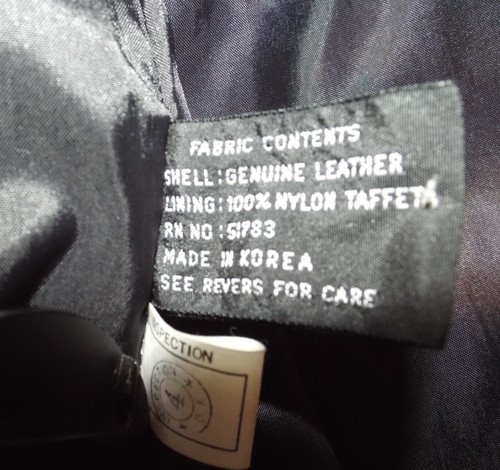 FABRIC CONTENTS
SHELL:GENUINE LEATHER
LINING:100% NYLON TAFFETA
RN NO:51783
MADE IN KOREA
SEE REVERS FOR CARE
INSPECTION
4